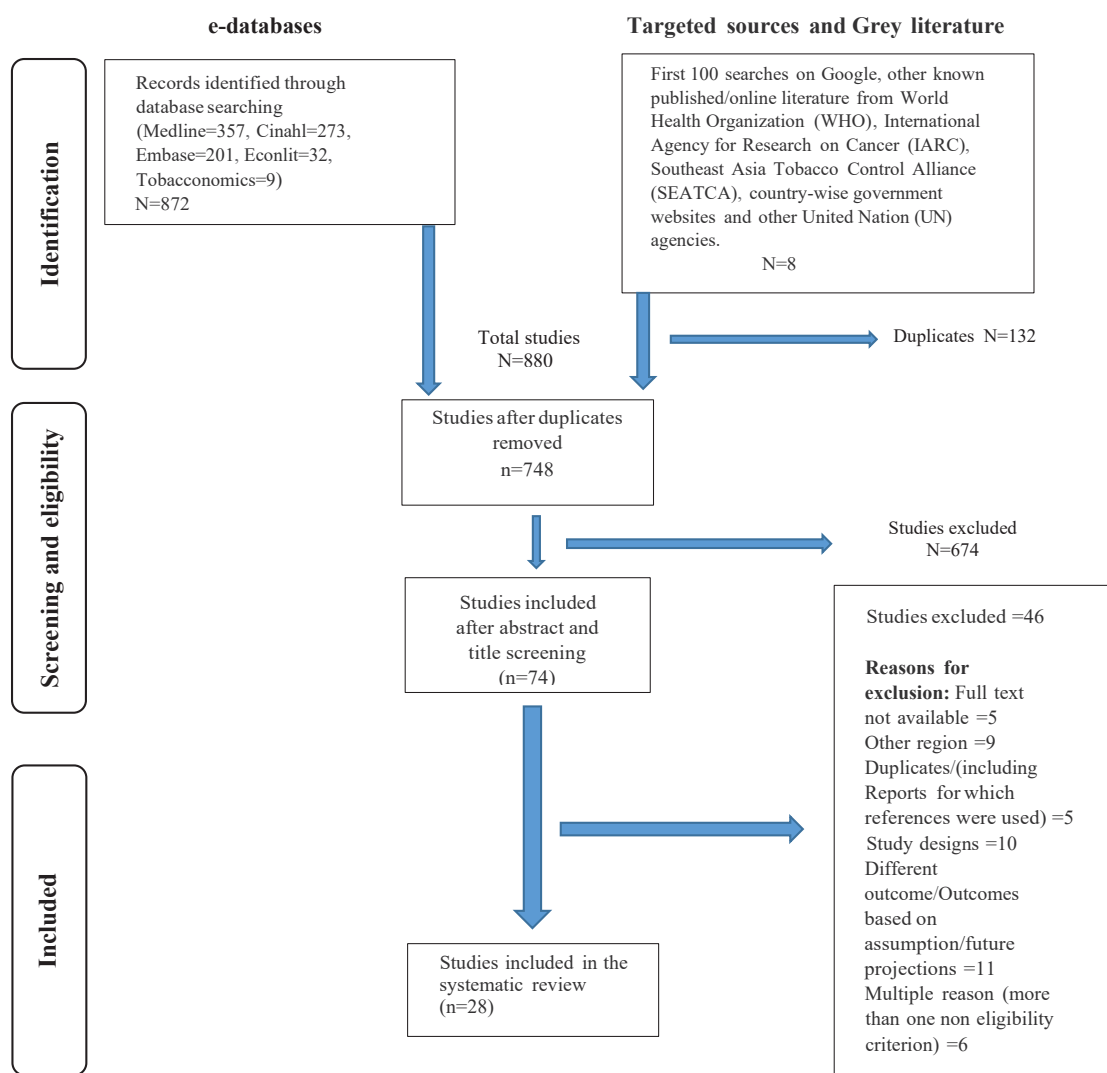 e-databases
Targeted sources and Grey literature
Identification
Records identified through
database searching
(Medline=357, Cinahl=273,
Embase=201, Econlit=32,
Tobacconomics=9)
N=872
First 100 searches on Google, other known
published/online literature from World
Health Organization (WHO), International
Agency for Research on Cancer (IARC),
Southeast Asia Tobacco Control Alliance
(SEATCA), country-wise government
websites and other United Nation (UN)
agencies.
N=8
Total studies
N=880
Duplicates N=132
Screening and eligibility
Studies after duplicates
removed
n=748
Studies excluded
N=674
Studies included
after abstract and
title screening
(n=74)
Studies excluded =46
Reasons for
exclusion: Full text
not available =5
Other region =9
Duplicates/(including
Reports for which
references were used) =5
Study designs =10
Different
outcome/Outcomes
based on
assumption/future
projections =11
Multiple reason (more
than one non eligibility
criterion) =6
Included
Studies included in the
systematic review
(n=28)